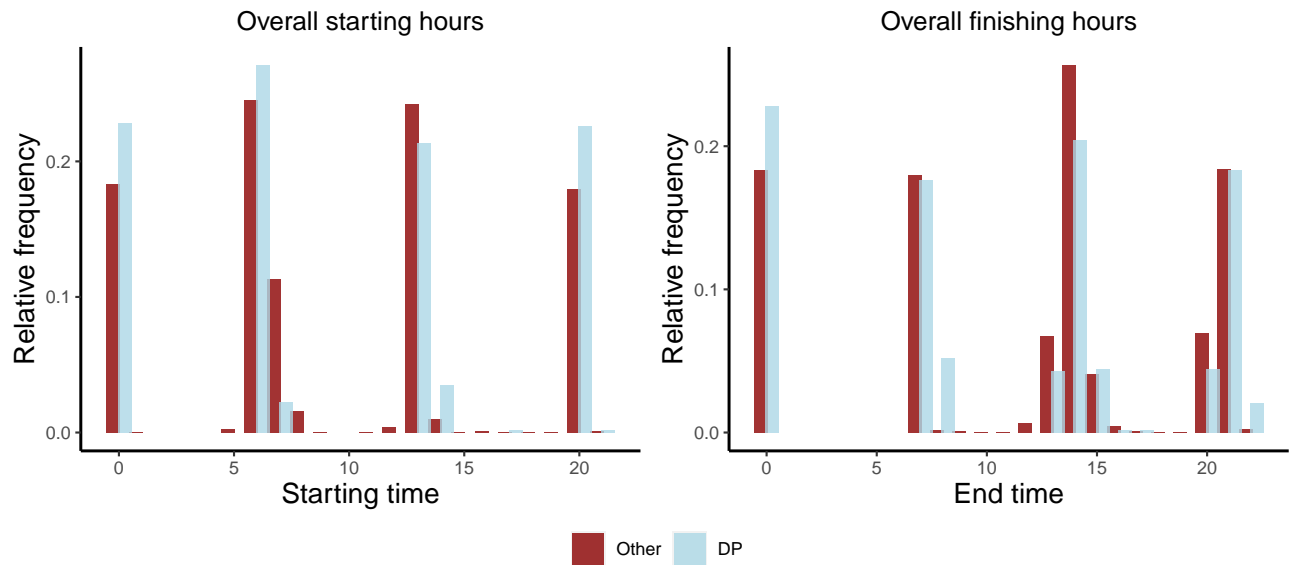 Overall starting hours
Relative frequency
0.2
0.1
0.0
0 5 10 15 20
Starting time
Overall finishing hours
Relative frequency
0.2
0.1
0.0
0 5 10 15 20
End time
Other DP